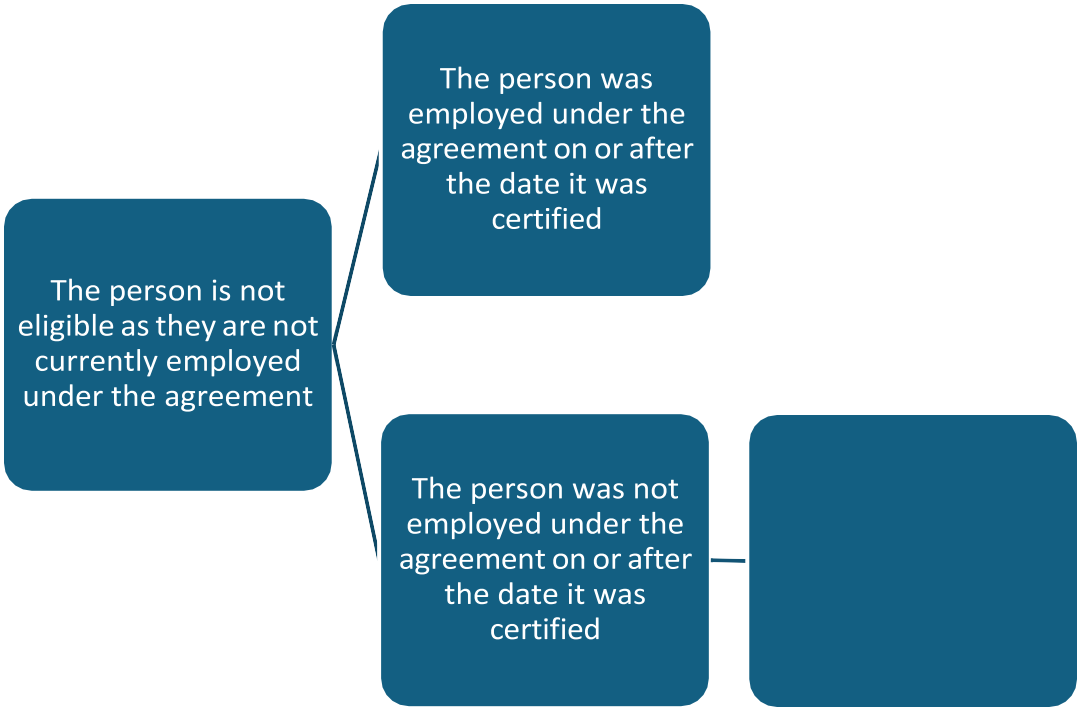 The person was
employed under the
agreement on or after
the date it was
certified
The person is not
eligible as they are not
currently employed
under the agreement
The person was not
employed under the
agreement on or after
the date it was
certified